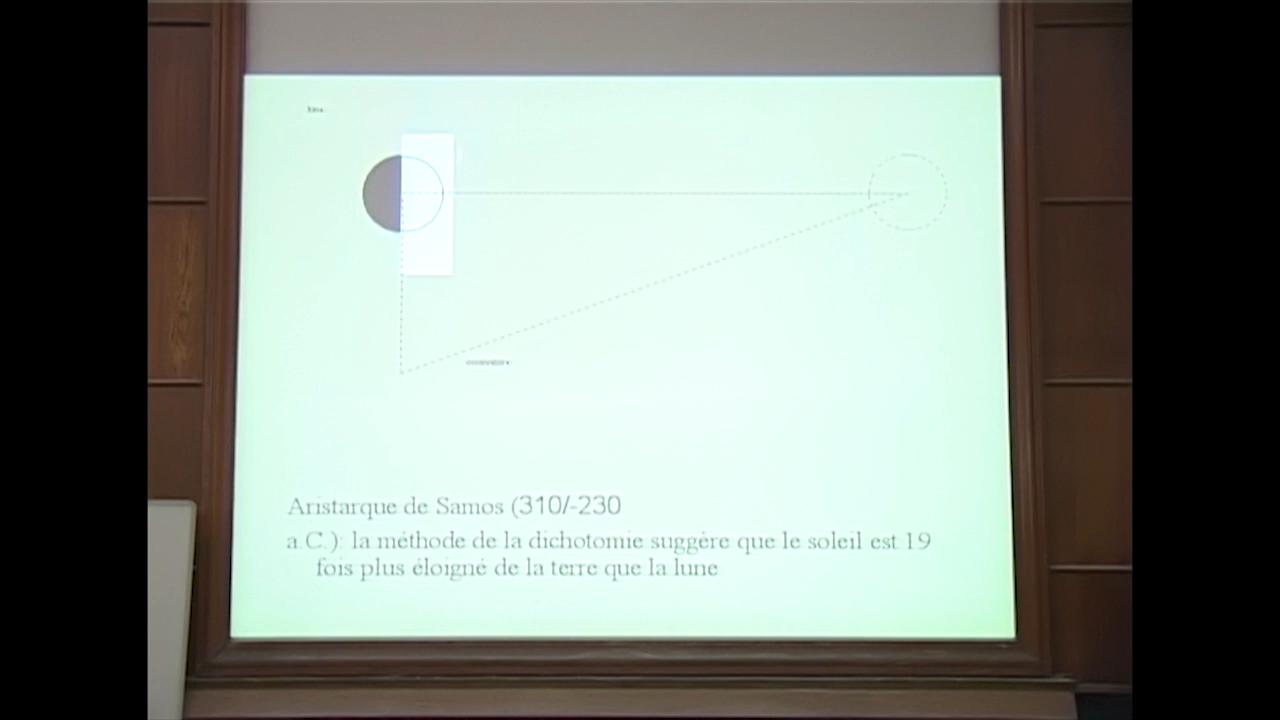 Aristarque de Samos (310/-230
a.C.): la méthode de la dichotomie suggère que le soleil est 19
fois plus éloigné de la terre que la lune